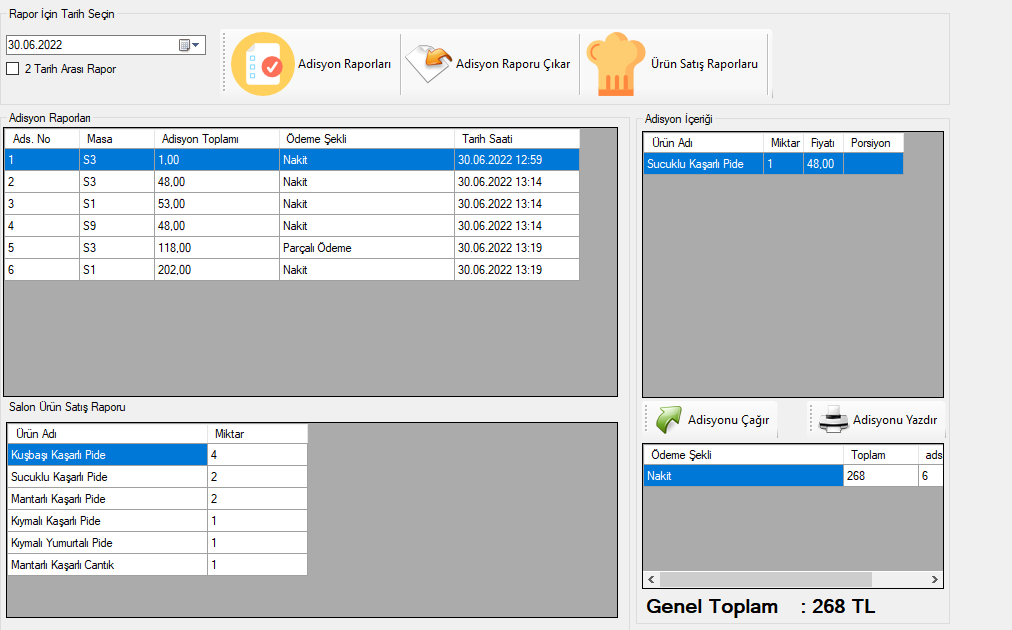 Rapor İçin Tarih Seçin
30.06.2022
2 Tarih Arası Rapor
Adisyon Raporları
Adisyon Raporu Çıkar
Ürün Satış Raporlaru
Adisyon Raporları
Ads. No Masa Adisyon Toplamı Ödeme Şekli Tarih Saati
1 S3 1,00 Nakit 30.06.2022 12:59
2 S3 48,00 Nakit 30.06.2022 13:14
3 S1 53,00 Nakit 30.06.2022 13:14
4 S9 48,00 Nakit 30.06.2022 13:14
5 S3 118,00 Parçalı Ödeme 30.06.2022 13:19
6 S1 202,00 Nakit 30.06.2022 13:19
Salon Ürün Satış Raporu
Ürün Adı Miktar
Kuşbaşı Kaşarlı Pide 4
Sucuklu Kaşarlı Pide 2
Mantarlı Kaşarlı Pide 2
Kıymalı Kaşarlı Pide 1
Kıymalı Yumurtalı Pide 1
Mantarlı Kaşarlı Cantık 1
Adisyon İçeriği
Ürün Adı Miktar Fiyatı Porsiyon
Sucuklu Kaşarlı Pide 1 48,00
Adisyonu Çağır
Adisyonu Yazdır
Ödeme Şekli Toplam ads
Nakit 268 6
Genel Toplam : 268 TL